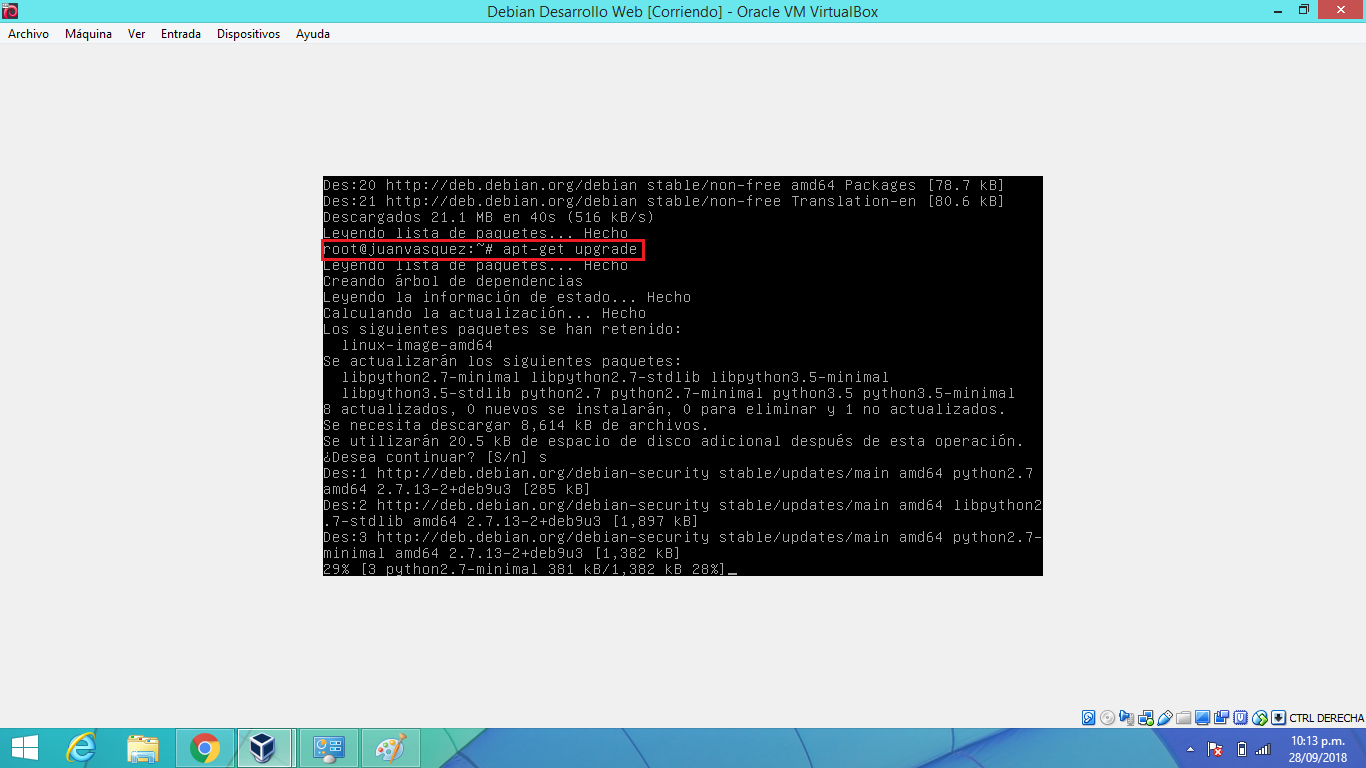 Debian Desarrollo Web [Corriendo] - Oracle VM VirtualBox
Archivo Máquina Ver Entrada Dispositivos Ayuda
Des:20 http://deb.debian.org/debian stable/non-free amd64 Packages [78.7 kB]
Des:21 http://deb.debian.org/debian stable/non-free Translation-en [80.6 kB]
Descargados 21.1 MB en 40s (516 kB/s)
Leyendo lista de paquetes... Hecho
root@juanvasquez:~# apt-get upgrade
Leyendo lista de paquetes... Hecho
Creando árbol de dependencias
Leyendo la información de estado... Hecho
Calculando la actualización... Hecho
Los siguientes paquetes se han retenido:
  linux-image-amd64
Se actualizarán los siguientes paquetes:
  libpython2.7-minimal libpython2.7-stdlib libpython3.5-minimal
  libpython3.5-stdlib python2.7 python2.7-minimal python3.5 python3.5-minimal
8 actualizados, 0 nuevos se instalarán, 0 para eliminar y 1 no actualizados.
Se necesita descargar 8,614 kB de archivos.
Se utilizarán 20.5 kB de espacio de disco adicional después de esta operación.
¿Desea continuar? [S/n] s
Des:1 http://deb.debian.org/debian-security stable/updates/main amd64 python2.7
amd64 2.7.13-2+deb9u3 [285 kB]
Des:2 http://deb.debian.org/debian-security stable/updates/main amd64 libpython2
.7-stdlib amd64 2.7.13-2+deb9u3 [1,897 kB]
Des:3 http://deb.debian.org/debian-security stable/updates/main amd64 python2.7-
minimal amd64 2.7.13-2+deb9u3 [1,382 kB]
29% [3 python2.7-minimal 381 kB/1,382 kB 28%]_
CTRL DERECHA
10:13 p.m.
28/09/2018